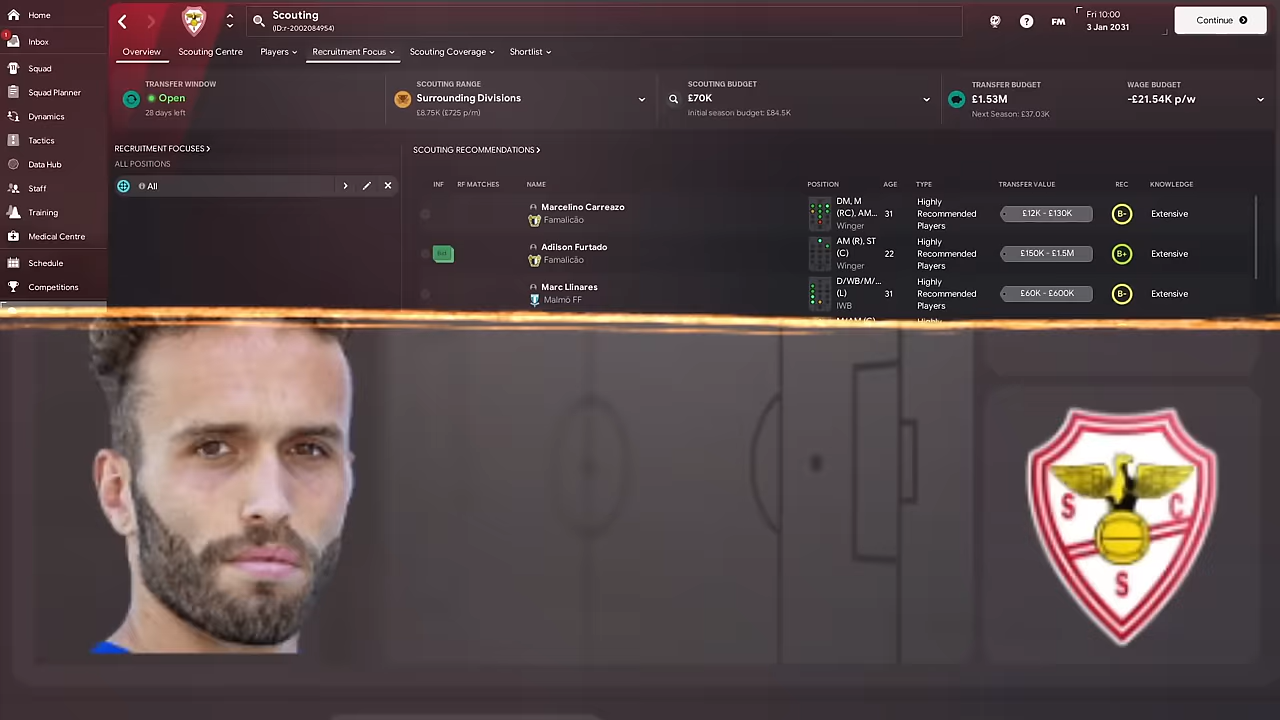 Home
Scouting
(ID:r-2002084954)
FM
Fri 10:00
3 Jan 2031
Continue
1
Inbox
Overview
Scouting Centre
Players
Recruitment Focus
Scouting Coverage
Shortlist
Squad
Squad Planner
Dynamics
Tactics
Data Hub
Staff
Training
Medical Centre
Schedule
Competitions
TRANSFER WINDOW
Open
28 days left
SCOUTING RANGE
Surrounding Divisions
£8.75K (£725 p/m)
SCOUTING BUDGET
£70K
Initial season budget: £84.5K
TRANSFER BUDGET
£1.53M
Next Season: £37.03K
WAGE BUDGET
-£21.54K p/w
RECRUITMENT FOCUSES >
ALL POSITIONS
All
SCOUTING RECOMMENDATIONS >
INF RF MATCHES NAME POSITION AGE TYPE TRANSFER VALUE REC KNOWLEDGE
Marcelino Carreazo
Famalicão
DM, M
(RC), AM...
Winger
31
Highly
Recommended
Players
£12K - £130K
B-
Extensive
Adilson Furtado
Famalicão
AM (R), ST
(C)
Winger
22
Highly
Recommended
Players
£150K - £1.5M
B+
Extensive
Marc Llinares
Malmö FF
D/WB/M/...
(L)
IWB
31
Highly
Recommended
Players
£60K - £600K
B-
Extensive
S C
S